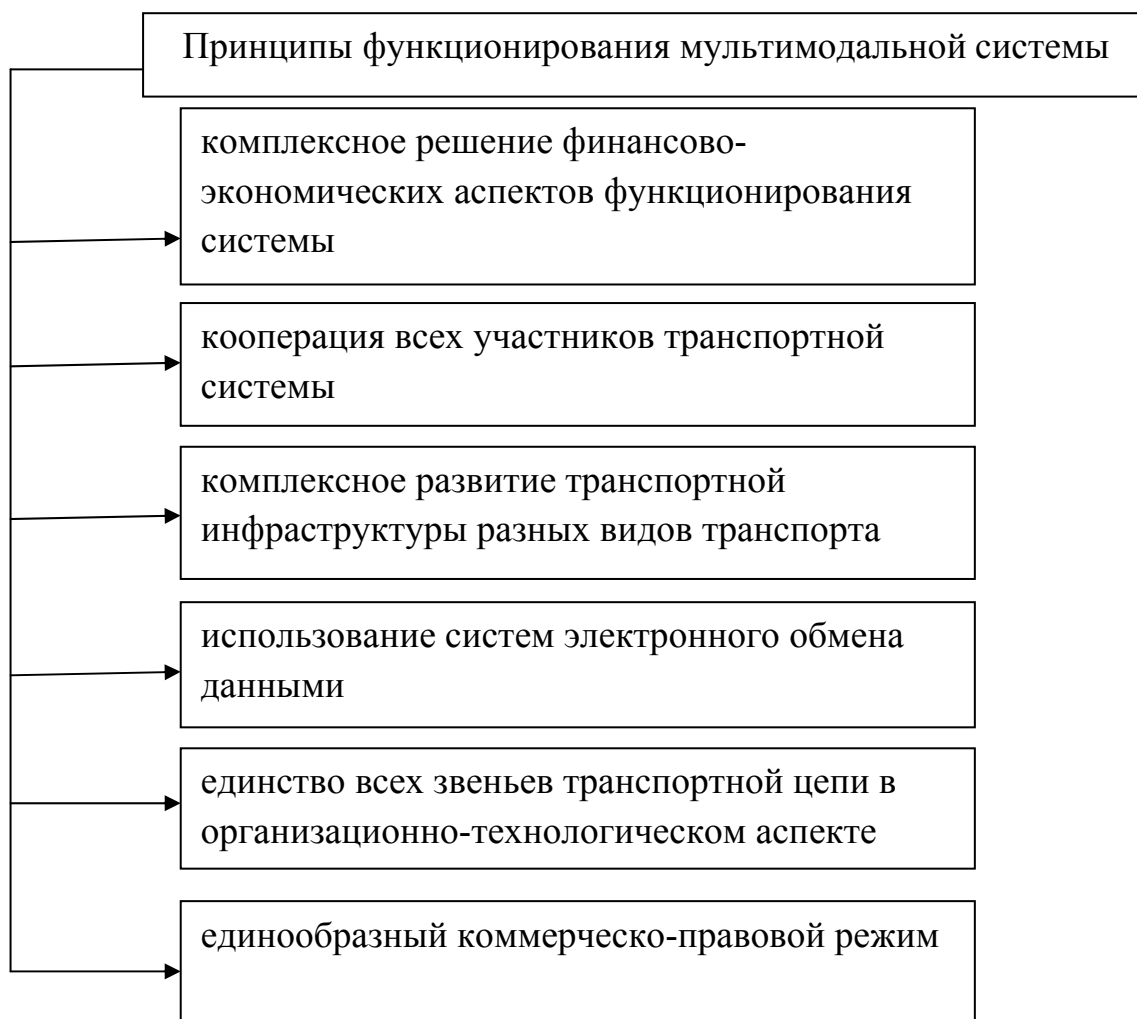 Принципы функционирования мультимодальной системы
комплексное решение финансово-
экономических аспектов функционирования
системы
кооперация всех участников транспортной
системы
комплексное развитие транспортной
инфраструктуры разных видов транспорта
использование систем электронного обмена
данными
единство всех звеньев транспортной цепи в
организационно-технологическом аспекте
единообразный коммерческо-правовой режим